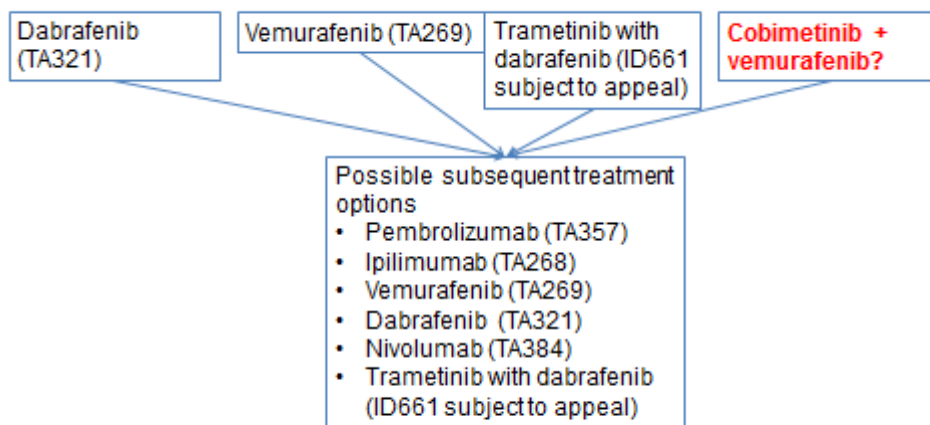 Dabrafenib
(TA321)
Vemurafenib (TA269)
Trametinib with
dabrafenib (ID661
subject to appeal)
Cobimetinib +
vemurafenib?
Possible subsequent treatment
options
• Pembrolizumab (TA357)
• Ipilimumab (TA268)
• Vemurafenib (TA269)
• Dabrafenib (TA321)
• Nivolumab (TA384)
• Trametinib with dabrafenib
(ID661 subject to appeal)